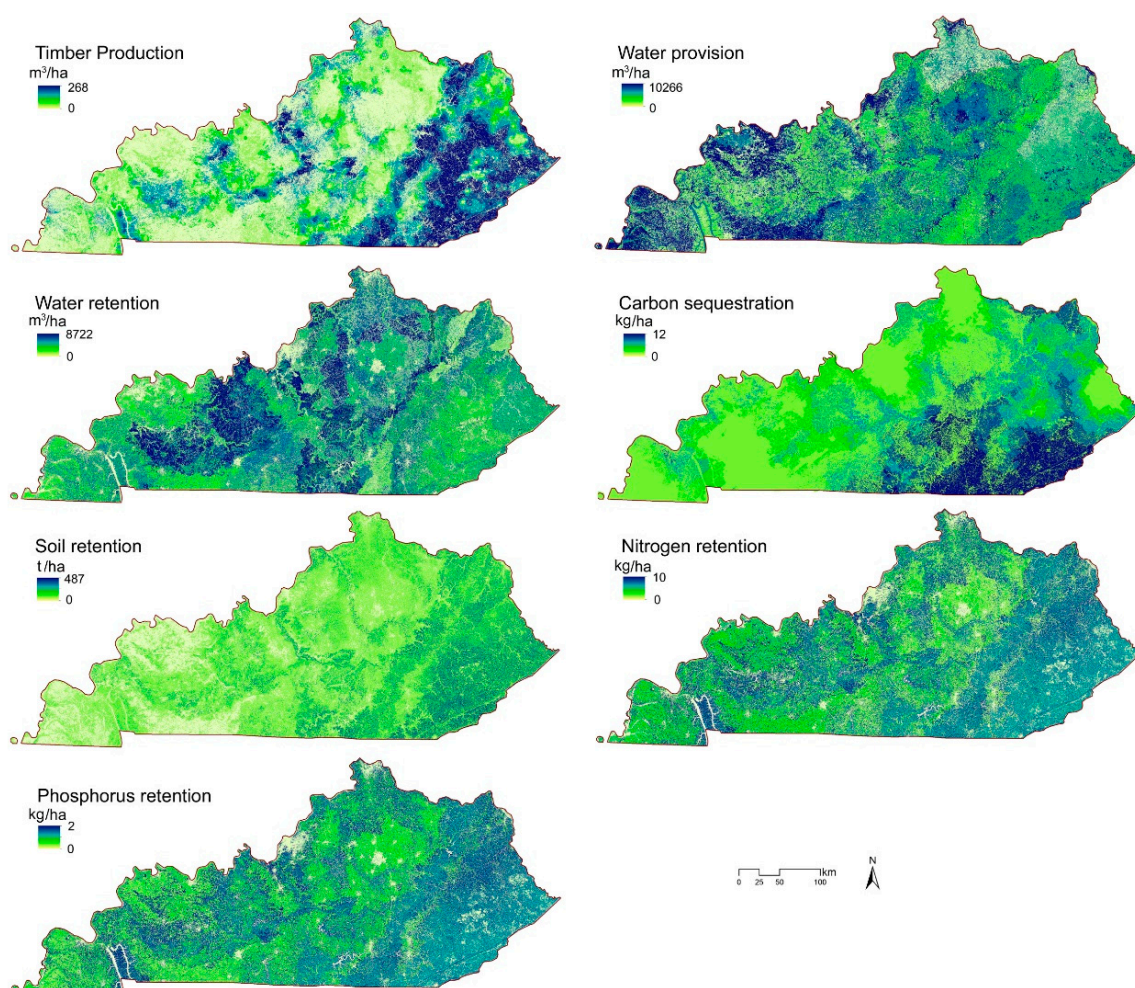 Timber Production
m³/ha
268
0
Water provision
m³/ha
10266
0
Water retention
m³/ha
8722
0
Carbon sequestration
kg/ha
12
0
Soil retention
t/ha
487
0
Nitrogen retention
kg/ha
10
0
Phosphorus retention
kg/ha
2
0
km
0 25 50 100
N